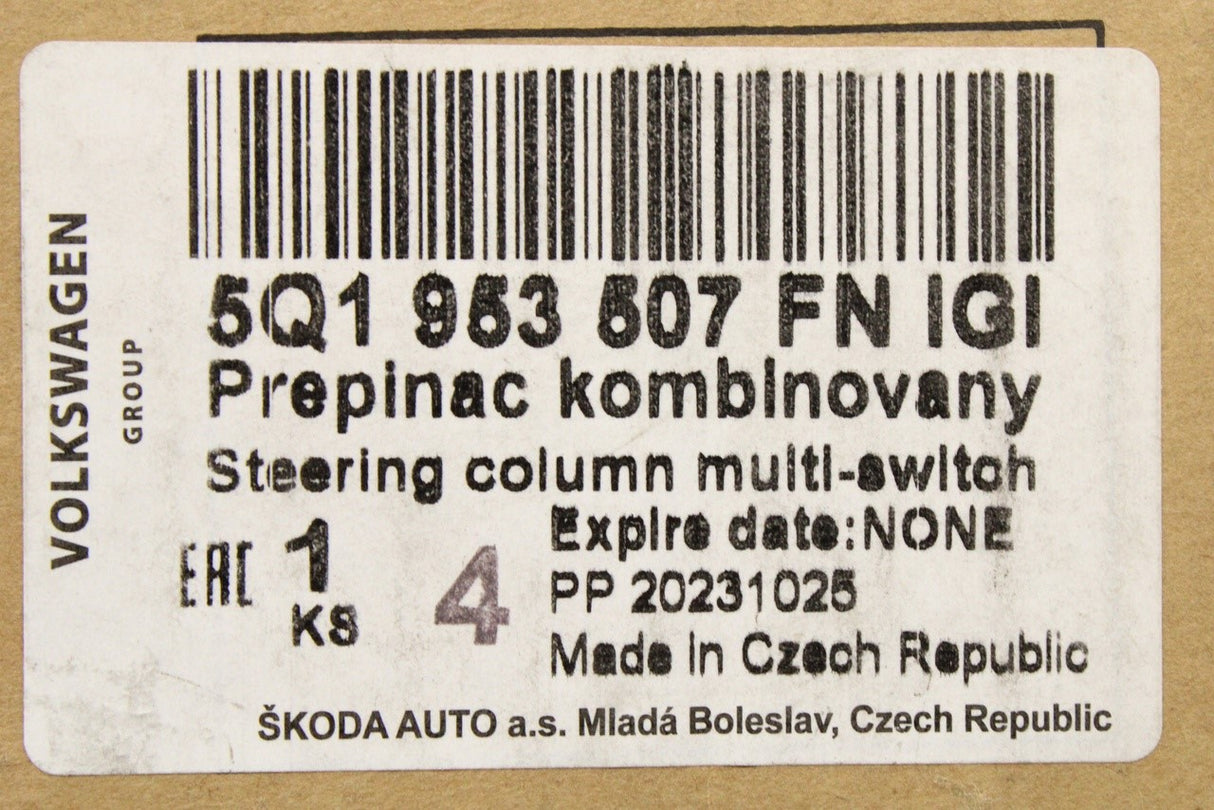 VOLKSWAGEN
GROUP
5Q1 953 507 FN IGI
Prepinac kombinovany
Steering column multi-switch
EAC 1 KS
4
Expire date:NONE
PP 20231025
Made in Czech Republic
ŠKODA AUTO a.s. Mladá Boleslav, Czech Republic